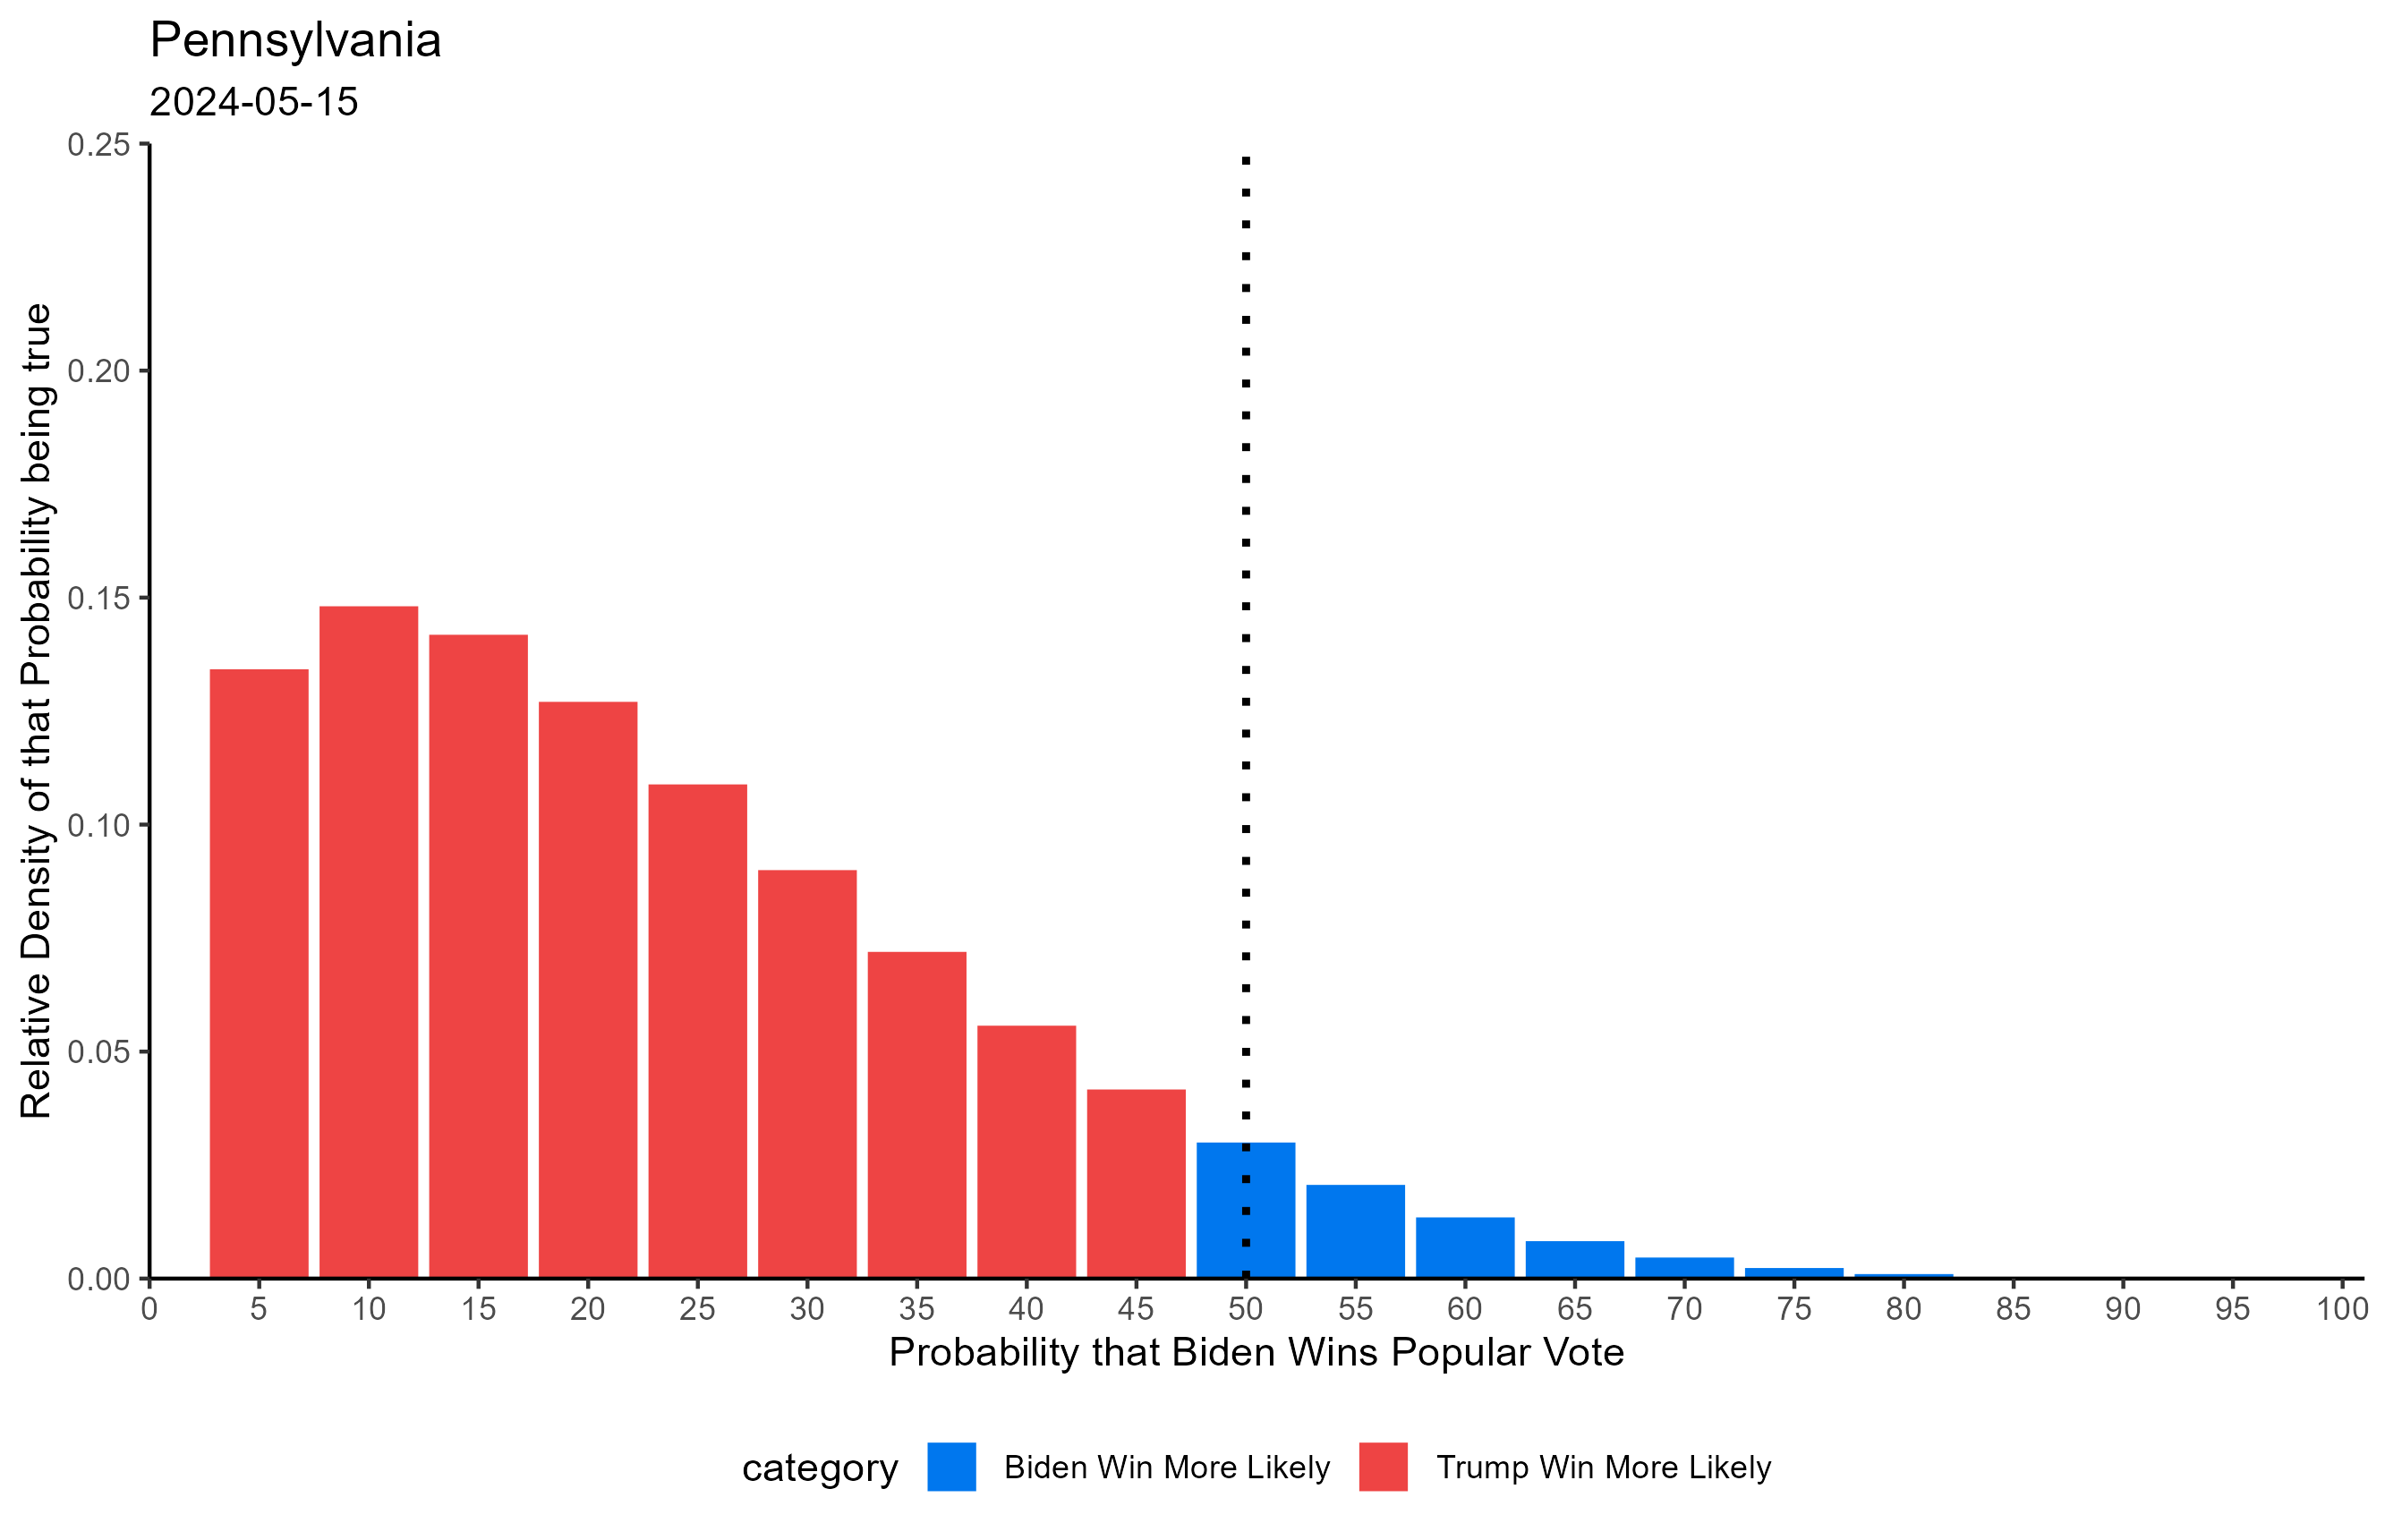 Pennsylvania
2024-05-15
Relative Density of that Probability being true
0.25
0.20
0.15
0.10
0.05
0.00
0 5 10 15 20 25 30 35 40 45 50 55 60 65 70 75 80 85 90 95 100
Probability that Biden Wins Popular Vote
category Biden Win More Likely Trump Win More Likely